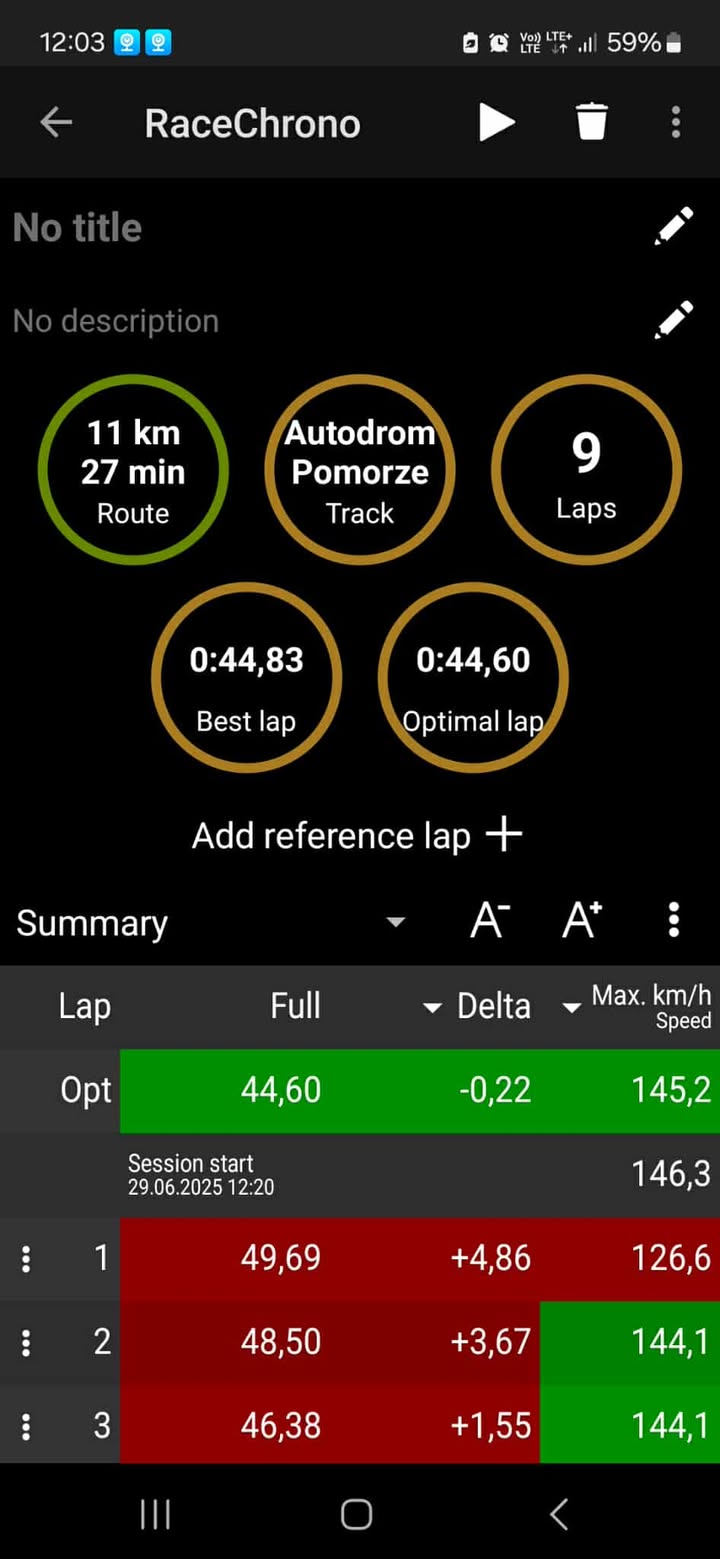 12:03 Vo)) LTE LTE+ 59%
RaceChrono
No title
No description
11 km
27 min
Route
Autodrom
Pomorze
Track
9
Laps
0:44,83
Best lap
0:44,60
Optimal lap
Add reference lap +
Summary A- A+
Lap Full Delta Max. km/h
Speed
Opt 44,60 -0,22 145,2
Session start
29.06.2025 12:20
146,3
1 49,69 +4,86 126,6
2 48,50 +3,67 144,1
3 46,38 +1,55 144,1